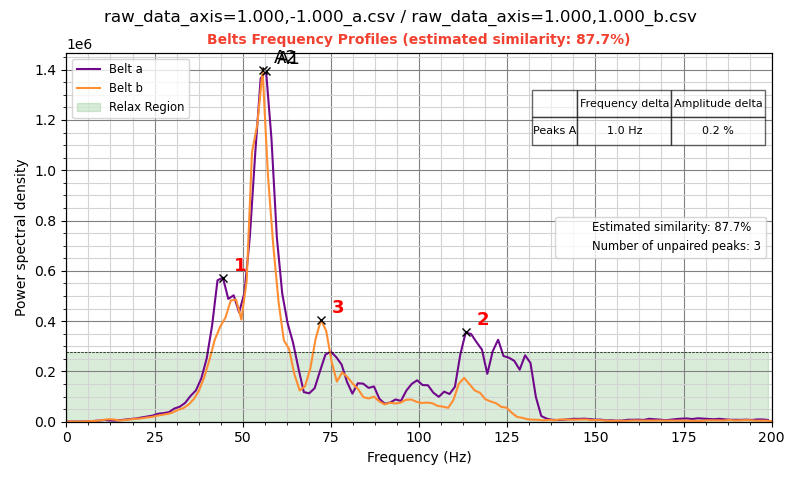 raw_data_axis=1.000,-1.000_a.csv / raw_data_axis=1.000,1.000_b.csv
Belts Frequency Profiles (estimated similarity: 87.7%)
1e6
A2
A1
Belt a
Belt b
Relax Region
Frequency delta Amplitude delta
Peaks A 1.0 Hz 0.2 %
Estimated similarity: 87.7%
Number of unpaired peaks: 3
1
3
2
Power spectral density
1.4
1.2
1.0
0.8
0.6
0.4
0.2
0.0
0 25 50 75 100 125 150 175 200
Frequency (Hz)